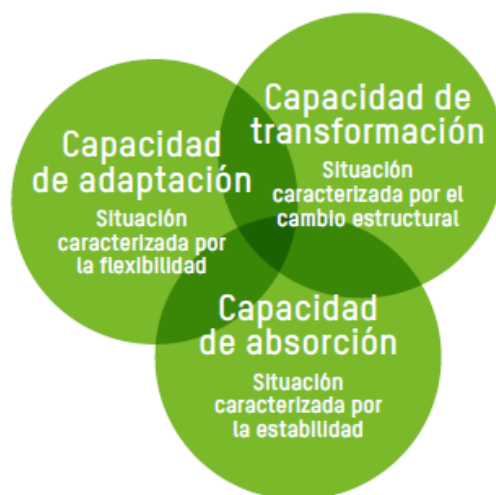 Capacidad de
transformación
Situación
caracterizada por el
cambio estructural
Capacidad
de adaptación
Situación
caracterizada por
la flexibilidad
Capacidad
de absorción
Situación
caracterizada por
la estabilidad